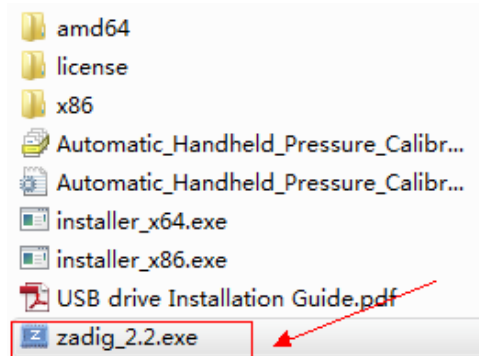 amd64
license
x86
Automatic_Handheld_Pressure_Calibr...
Automatic_Handheld_Pressure_Calibr...
installer_x64.exe
installer_x86.exe
USB drive Installation Guide.pdf
zadig_2.2.exe